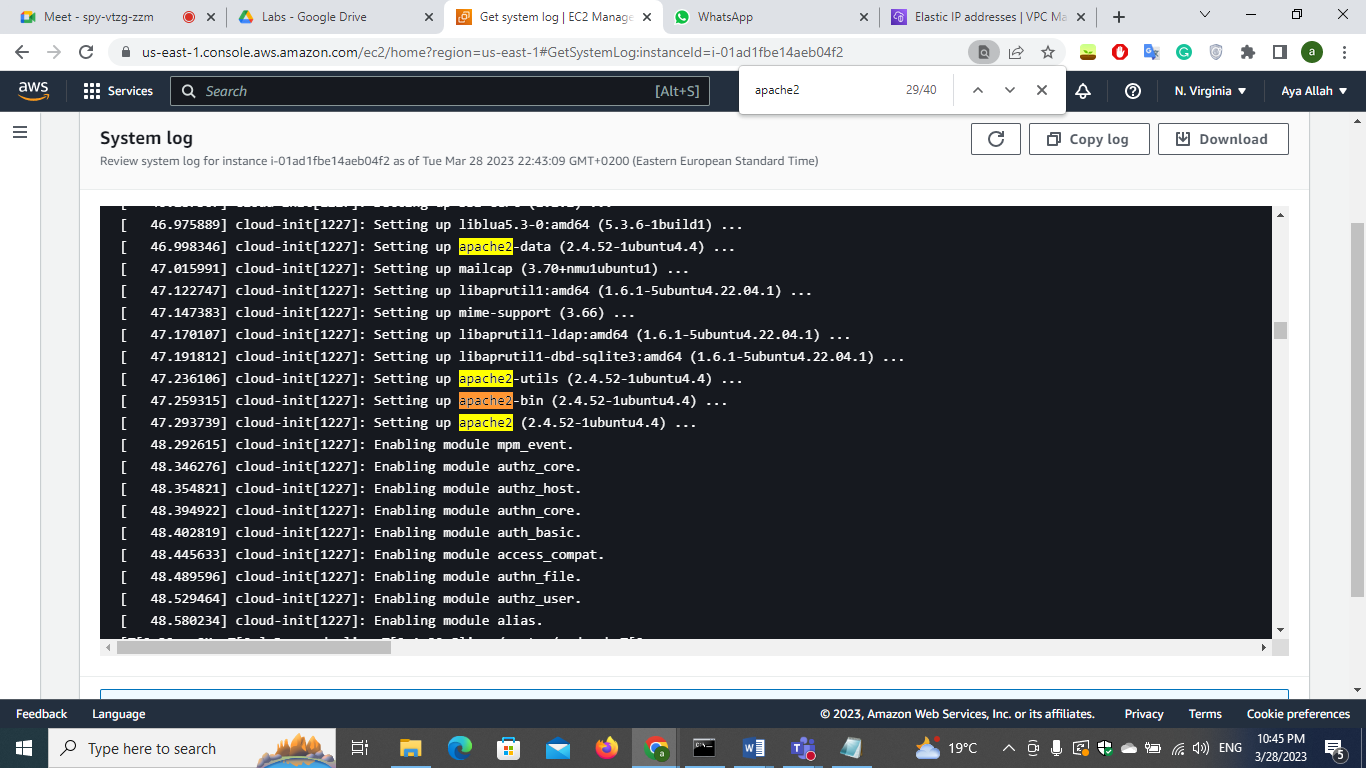 Meet - spy-vtzg-zzm
Labs - Google Drive
Get system log | EC2 Manage
WhatsApp
Elastic IP addresses | VPC Ma
us-east-1.console.aws.amazon.com/ec2/home?region=us-east-1#GetSystemLog:instanceId=i-01ad1fbe14aeb04f2
a
apache2 29/40
aws
Services
Search [Alt+S]
N. Virginia
Aya Allah
System log
Copy log
Download
Review system log for instance i-01ad1fbe14aeb04f2 as of Tue Mar 28 2023 22:43:09 GMT+0200 (Eastern European Standard Time)
[ 46.975889] cloud-init[1227]: Setting up liblua5.3-0:amd64 (5.3.6-1build1) ...
[ 46.998346] cloud-init[1227]: Setting up apache2-data (2.4.52-1ubuntu4.4) ...
[ 47.015991] cloud-init[1227]: Setting up mailcap (3.70+nmu1ubuntu1) ...
[ 47.122747] cloud-init[1227]: Setting up libaprutil1:amd64 (1.6.1-5ubuntu4.22.04.1) ...
[ 47.147383] cloud-init[1227]: Setting up mime-support (3.66) ...
[ 47.170107] cloud-init[1227]: Setting up libaprutil1-ldap:amd64 (1.6.1-5ubuntu4.22.04.1) ...
[ 47.191812] cloud-init[1227]: Setting up libaprutil1-dbd-sqlite3:amd64 (1.6.1-5ubuntu4.22.04.1) ...
[ 47.236106] cloud-init[1227]: Setting up apache2-utils (2.4.52-1ubuntu4.4) ...
[ 47.259315] cloud-init[1227]: Setting up apache2-bin (2.4.52-1ubuntu4.4) ...
[ 47.293739] cloud-init[1227]: Setting up apache2 (2.4.52-1ubuntu4.4) ...
[ 48.292615] cloud-init[1227]: Enabling module mpm_event.
[ 48.346276] cloud-init[1227]: Enabling module authz_core.
[ 48.354821] cloud-init[1227]: Enabling module authz_host.
[ 48.394922] cloud-init[1227]: Enabling module authn_core.
[ 48.402819] cloud-init[1227]: Enabling module auth_basic.
[ 48.445633] cloud-init[1227]: Enabling module access_compat.
[ 48.489596] cloud-init[1227]: Enabling module authn_file.
[ 48.529464] cloud-init[1227]: Enabling module authz_user.
[ 48.580234] cloud-init[1227]: Enabling module alias.
Feedback
Language
© 2023, Amazon Web Services, Inc. or its affiliates.
Privacy
Terms
Cookie preferences
Type here to search
19°C
ENG
10:45 PM
3/28/2023
5